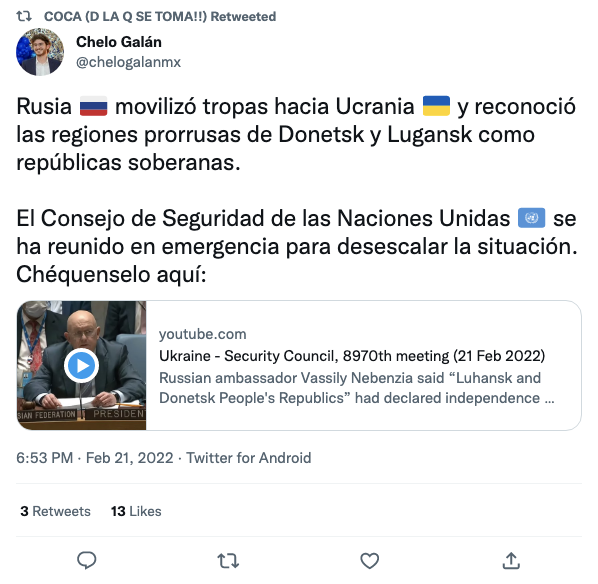 COCA (D LA Q SE TOMA!!) Retweeted
Chelo Galán
@chelogalanmx
Rusia 🇷🇺 movilizó tropas hacia Ucrania 🇺🇦 y reconoció
las regiones prorrusas de Donetsk y Lugansk como
repúblicas soberanas.
El Consejo de Seguridad de las Naciones Unidas 🇺🇳 se
ha reunido en emergencia para desescalar la situación.
Chéquenselo aquí:
SIAN FEDERATION
PRESIDEN
youtube.com
Ukraine - Security Council, 8970th meeting (21 Feb 2022)
Russian ambassador Vassily Nebenzia said “Luhansk and
Donetsk People's Republics” had declared independence ...
6:53 PM · Feb 21, 2022 · Twitter for Android
3 Retweets 13 Likes